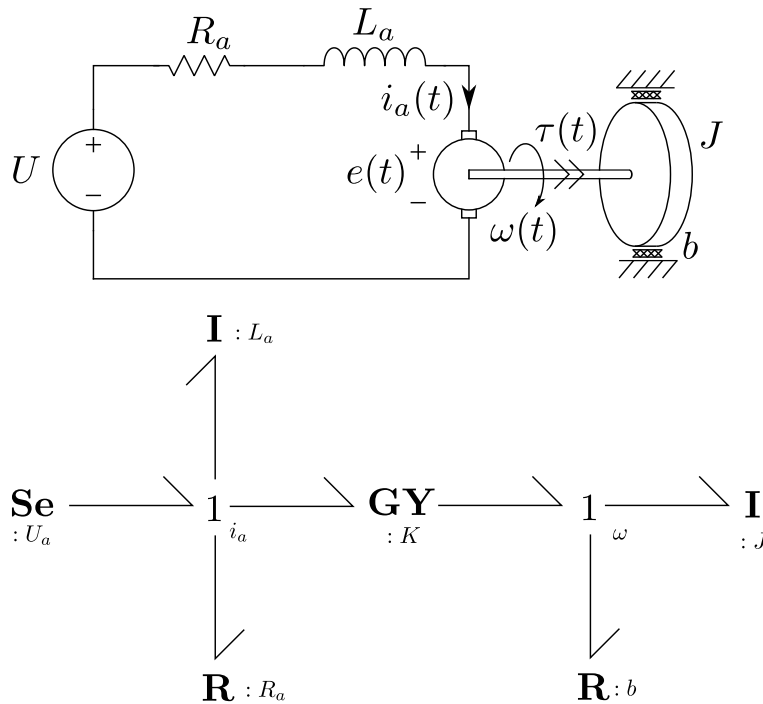 R_a L_a
i_a(t)
τ(t) J
U + − e(t) + −
ω(t) b
I : L_a
Se 1 GY 1 I
: U_a i_a : K ω : J
R : R_a R : b